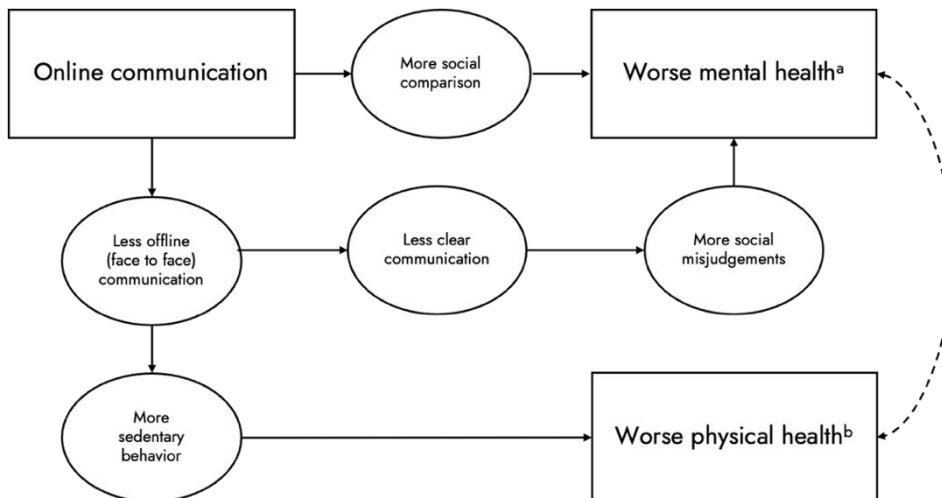 Online communication
More social
comparison
Worse mental healthᵃ
Less offline
(face to face)
communication
Less clear
communication
More social
misjudgements
More
sedentary
behavior
Worse physical healthᵇ